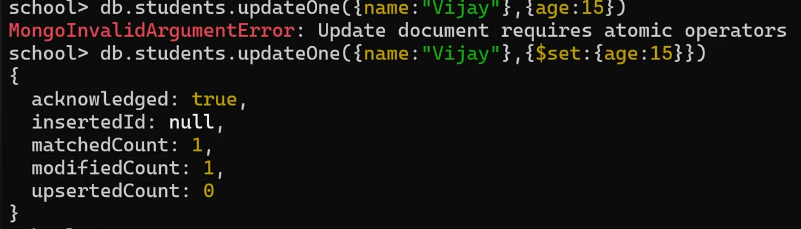 school> db.students.updateOne({name:"Vijay"},{age:15})
MongoInvalidArgumentError: Update document requires atomic operators
school> db.students.updateOne({name:"Vijay"},{$set:{age:15}})
{
  acknowledged: true,
  insertedId: null,
  matchedCount: 1,
  modifiedCount: 1,
  upsertedCount: 0
}